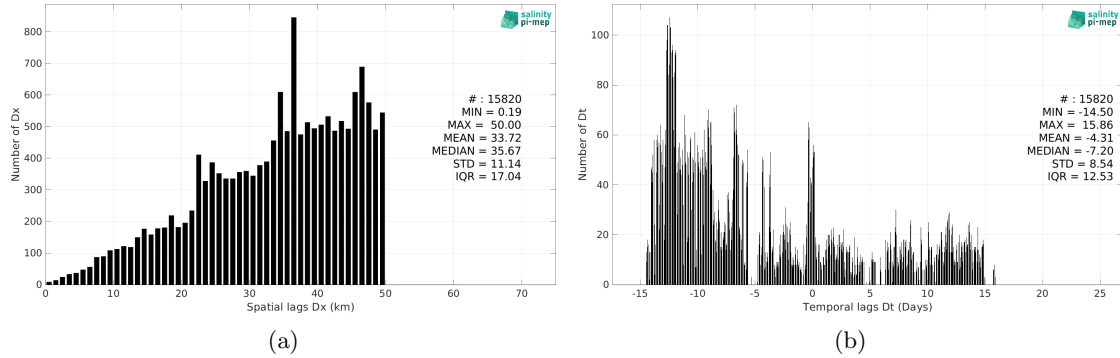 salinity
pi-mep
800
700
600
500
400
300
200
100
0
Number of Dx
# : 15820
MIN = 0.19
MAX = 50.00
MEAN = 33.72
MEDIAN = 35.67
STD = 11.14
IQR = 17.04
0 10 20 30 40 50 60 70
Spatial lags Dx (km)
(a)
salinity
pi-mep
100
80
60
40
20
0
Number of Dt
# : 15820
MIN = -14.50
MAX = 15.86
MEAN = -4.31
MEDIAN = -7.20
STD = 8.54
IQR = 12.53
-15 -10 -5 0 5 10 15 20 25
Temporal lags Dt (Days)
(b)